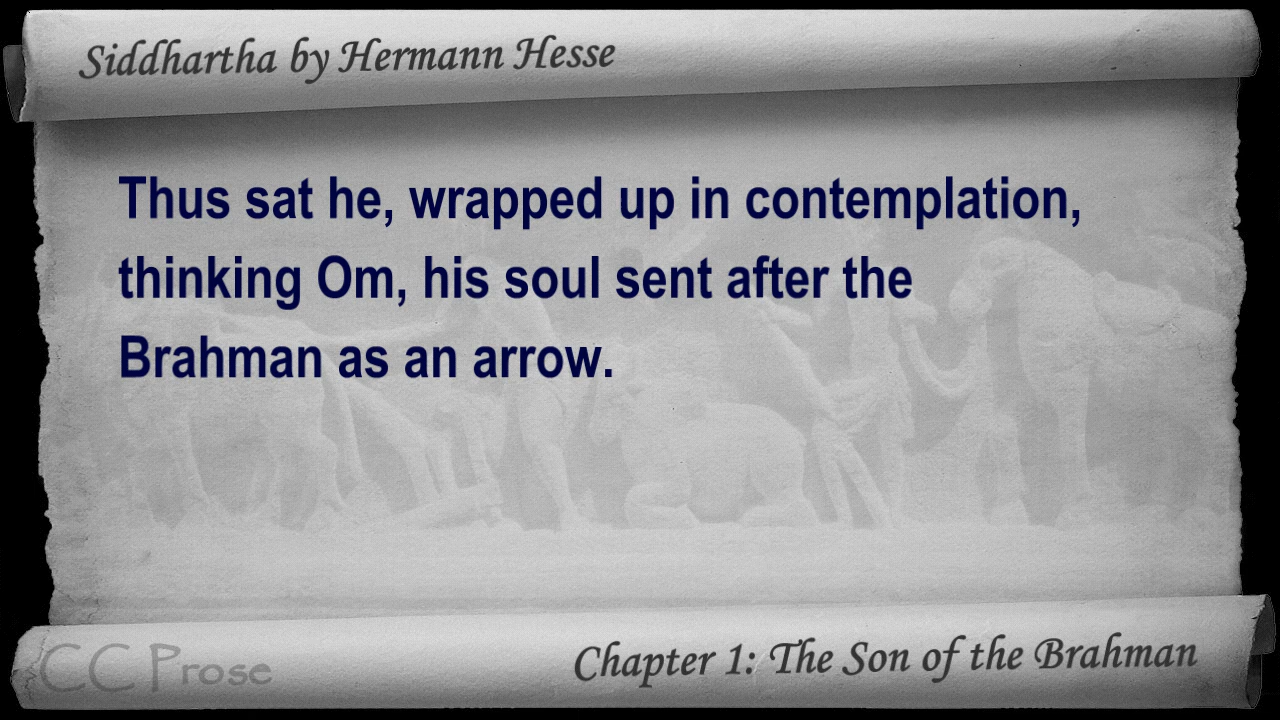 Siddhartha by Hermann Hesse
Thus sat he, wrapped up in contemplation,
thinking Om, his soul sent after the
Brahman as an arrow.
CC Prose
Chapter 1: The Son of the Brahman